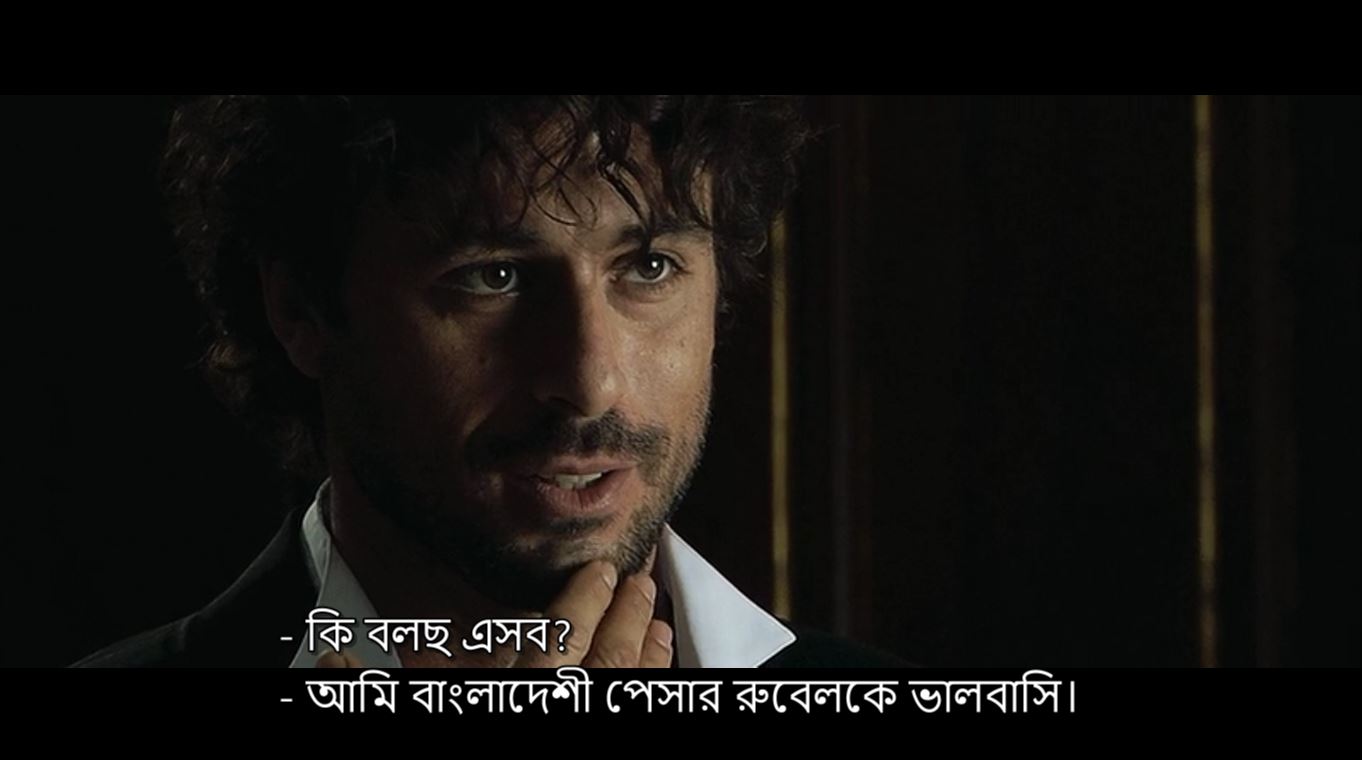 - কি বলছ এসব?
- আমি বাংলাদেশী পেসার রুবেলকে ভালবাসি।